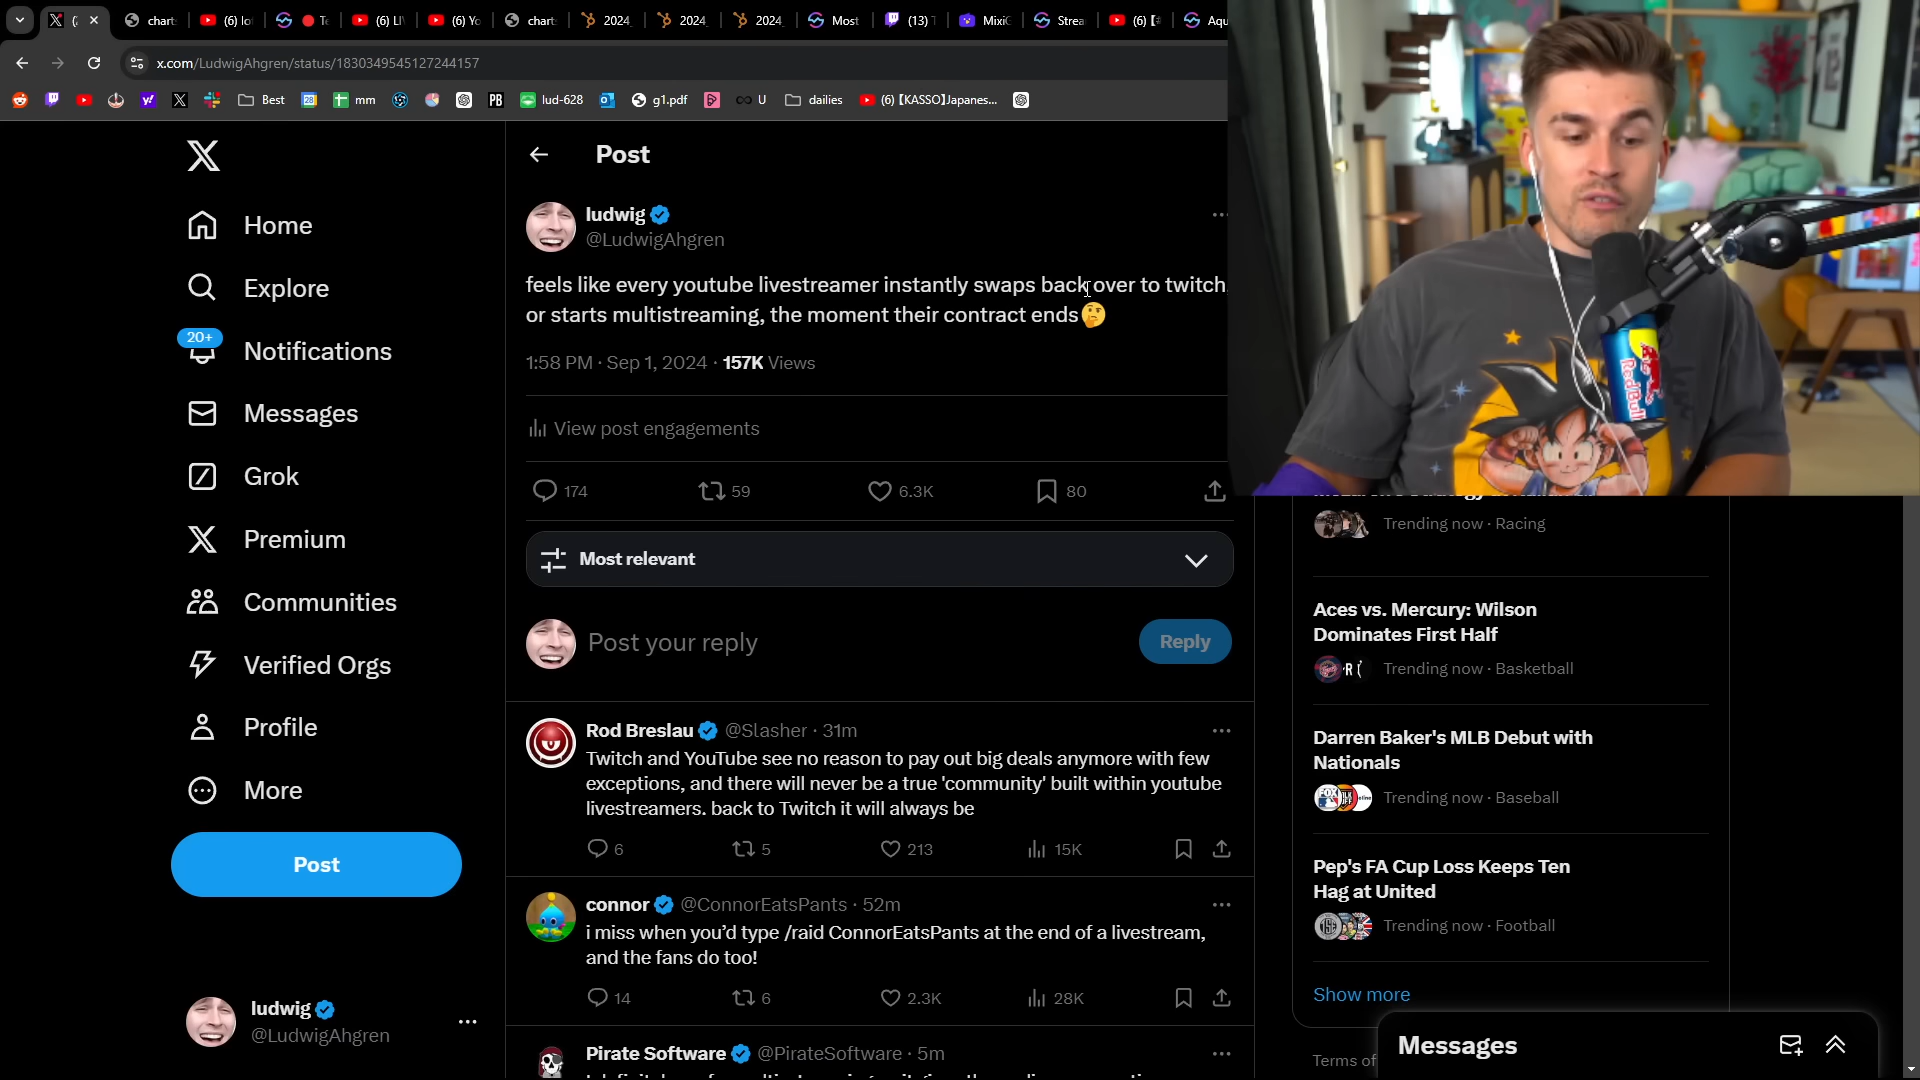 (6) lo
(6) LIV
(6) Yo
chart
2024
2024
2024
Most
(13)
Strea
(6)
Aqu
x.com/LudwigAhgren/status/1830349545127244157
Best
mm
PB
lud-628
g1.pdf
U
dailies
(6)【KASSO】Japanes...
Post
ludwig
@LudwigAhgren
feels like every youtube livestreamer instantly swaps back over to twitch,
or starts multistreaming, the moment their contract ends🤔
1:58 PM · Sep 1, 2024 · 157K Views
View post engagements
174
59
6.3K
80
Most relevant
Post your reply
Reply
Rod Breslau @Slasher · 31m
Twitch and YouTube see no reason to pay out big deals anymore with few
exceptions, and there will never be a true 'community' built within youtube
livestreamers. back to Twitch it will always be
6
5
213
15K
connor @ConnorEatsPants · 52m
i miss when you’d type /raid ConnorEatsPants at the end of a livestream,
and the fans do too!
14
6
2.3K
28K
Pirate Software @PirateSoftware · 5m
Home
Explore
20+
Notifications
Messages
Grok
Premium
Communities
Verified Orgs
Profile
More
Post
ludwig
@LudwigAhgren
RedBull
Trending now · Racing
Aces vs. Mercury: Wilson
Dominates First Half
Trending now · Basketball
Darren Baker's MLB Debut with
Nationals
Trending now · Baseball
Pep's FA Cup Loss Keeps Ten
Hag at United
Trending now · Football
Show more
Terms of
Messages